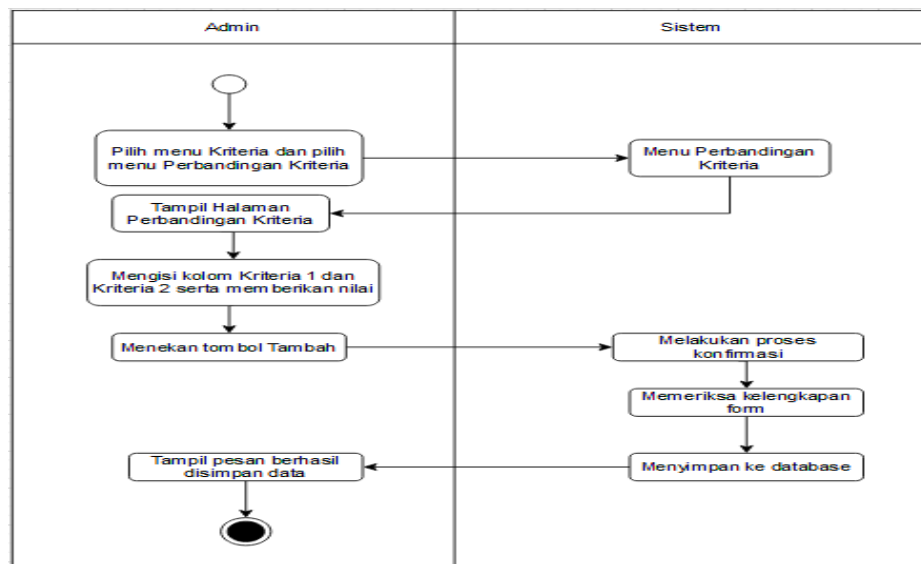 Admin
Sistem
Pilih menu Kriteria dan pilih
menu Perbandingan Kriteria
Menu Perbandingan
Kriteria
Tampil Halaman
Perbandingan Kriteria
Mengisi kolom Kriteria 1 dan
Kriteria 2 serta memberikan nilai
Menekan tombol Tambah
Melakukan proses
konfirmasi
Memeriksa kelengkapan
form
Menyimpan ke database
Tampil pesan berhasil
disimpan data